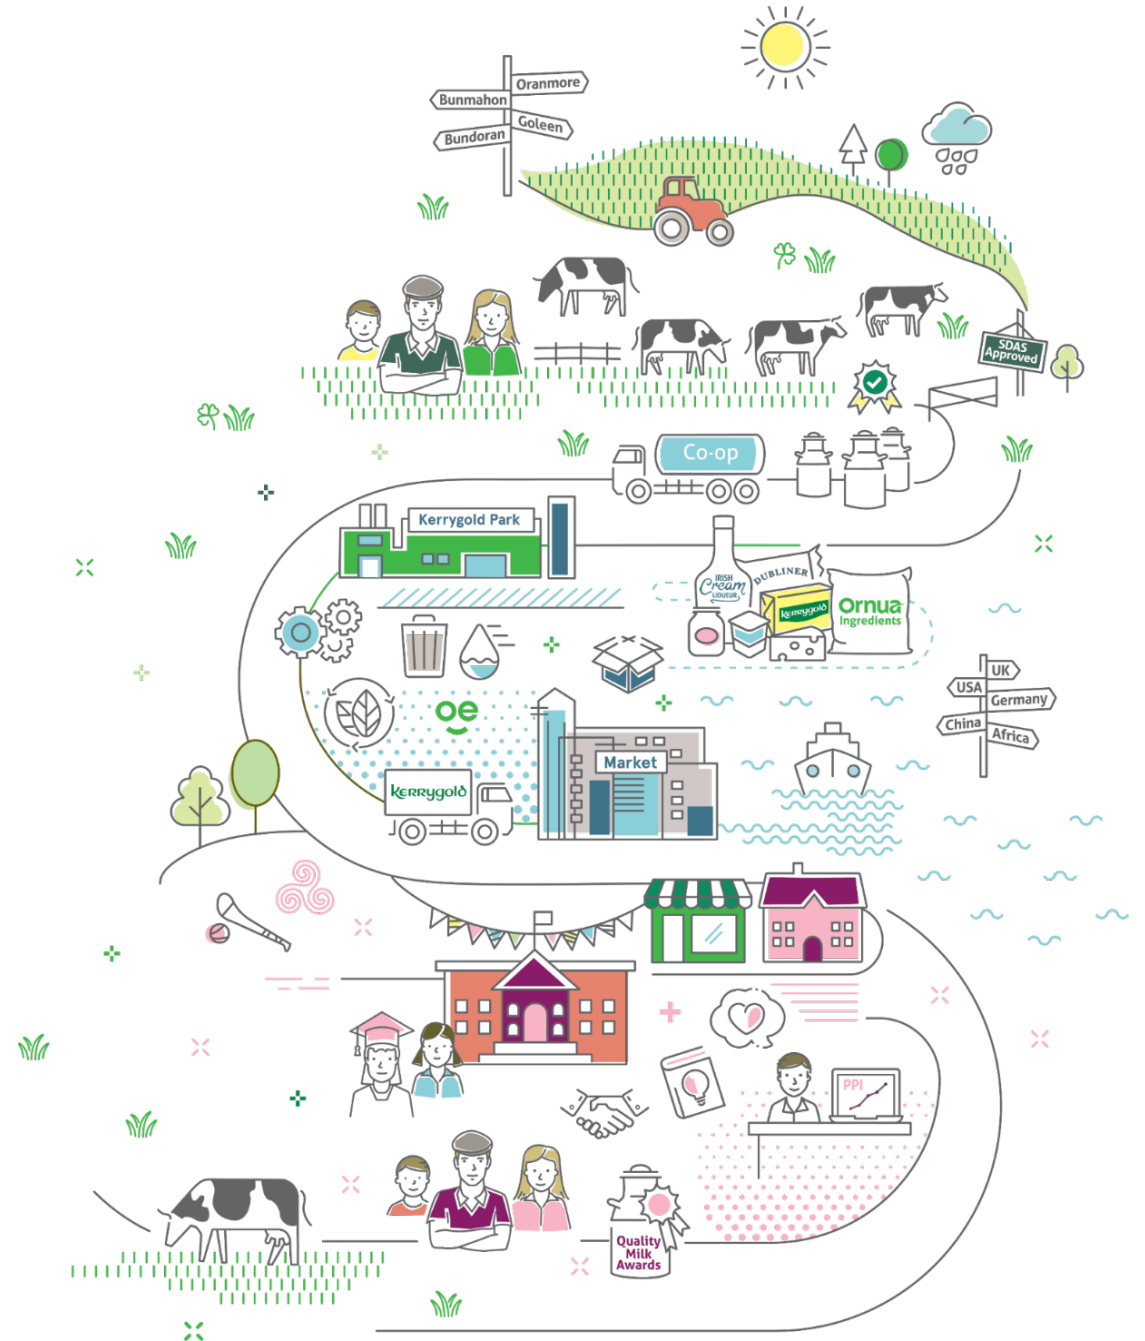 Oranmore
Bunmahon
Goleen
Bundoran
SDAS
Approved
Co-op
Kerrygold Park
IRISH
Cream
LIQUEUR
DUBLINER
kerrygold
Ornua
Ingredients
oe
UK
USA
Germany
China
Africa
Market
kerrygold
PPI
Quality
Milk
Awards